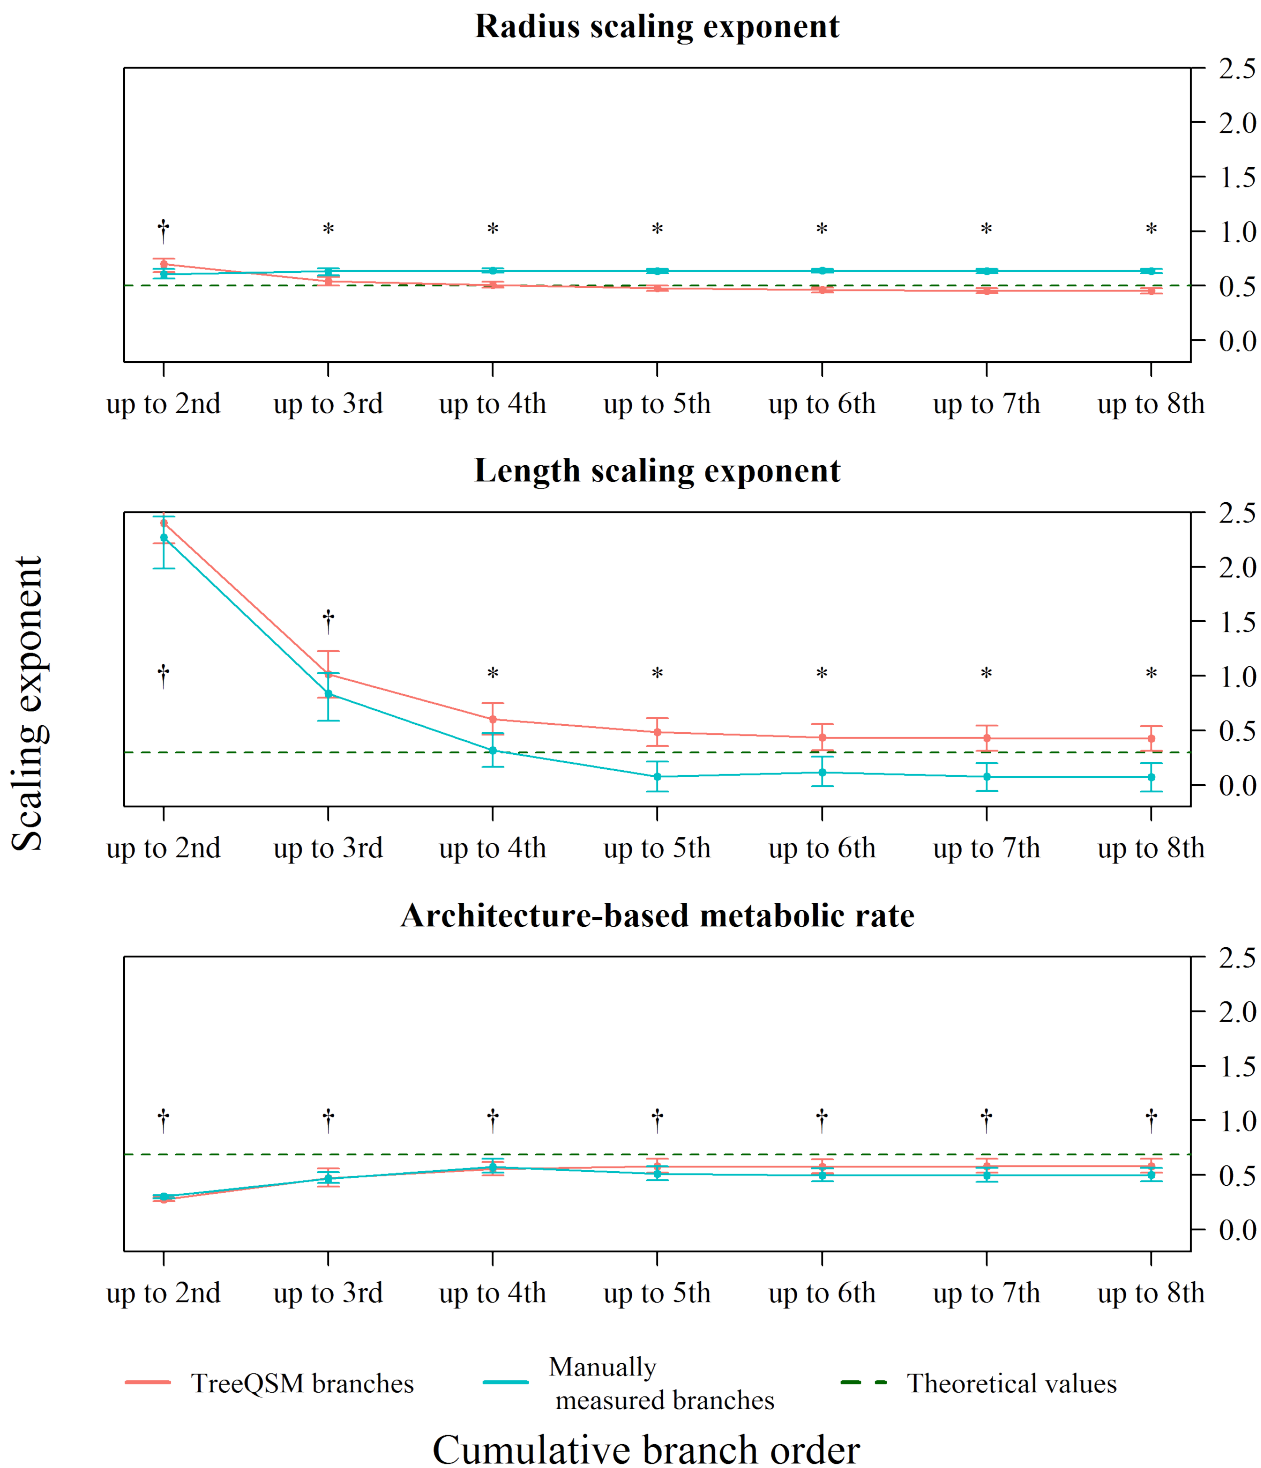 Radius scaling exponent
2.5
2.0
1.5
† * * * * * * 1.0
0.5
0.0
up to 2nd up to 3rd up to 4th up to 5th up to 6th up to 7th up to 8th
Length scaling exponent
2.5
2.0
† 1.5
† * * * * * 1.0
0.5
0.0
up to 2nd up to 3rd up to 4th up to 5th up to 6th up to 7th up to 8th
Scaling exponent
Architecture-based metabolic rate
2.5
2.0
1.5
† † † † † † † 1.0
0.5
0.0
up to 2nd up to 3rd up to 4th up to 5th up to 6th up to 7th up to 8th
TreeQSM branches
Manually
measured branches
Theoretical values
Cumulative branch order